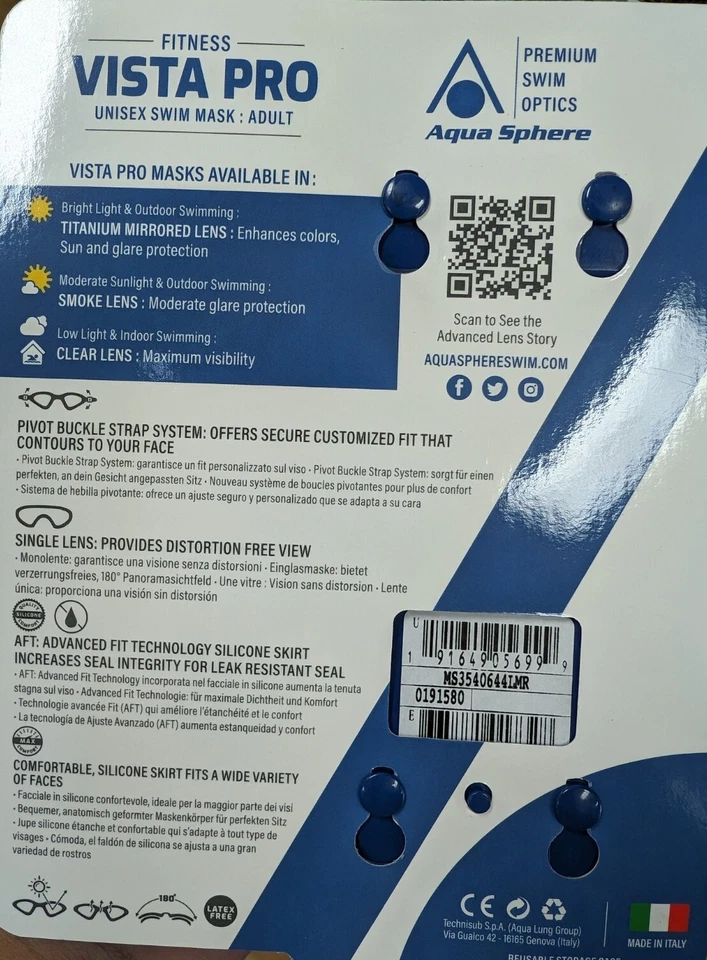 FITNESS
VISTA PRO
UNISEX SWIM MASK : ADULT
PREMIUM
SWIM
OPTICS
Aqua Sphere
VISTA PRO MASKS AVAILABLE IN :
Bright Light & Outdoor Swimming :
TITANIUM MIRRORED LENS : Enhances colors,
Sun and glare protection
Moderate Sunlight & Outdoor Swimming :
SMOKE LENS : Moderate glare protection
Low Light & Indoor Swimming :
CLEAR LENS : Maximum visibility
Scan to See the
Advanced Lens Story
AQUASPHERESWIM.COM
PIVOT BUCKLE STRAP SYSTEM: OFFERS SECURE CUSTOMIZED FIT THAT
CONTOURS TO YOUR FACE
• Pivot Buckle Strap System: garantisce un fit personalizzato sul viso • Pivot Buckle Strap System: sorgt für einen
perfekten, an dein Gesicht angepassten Sitz • Nouveau système de boucles pivotantes pour plus de confort
• Sistema de hebilla pivotante: ofrece un ajuste seguro y personalizado que se adapta a su cara
SINGLE LENS: PROVIDES DISTORTION FREE VIEW
• Monolente: garantisce una visione senza distorsioni • Einglasmaske: bietet
verzerrungsfreies, 180° Panoramasichtfeld • Une vitre : Vision sans distorsion • Lente
única: proporciona una visión sin distorsión
QUALITY
SILICONE
COMFORT
AFT: ADVANCED FIT TECHNOLOGY SILICONE SKIRT
INCREASES SEAL INTEGRITY FOR LEAK RESISTANT SEAL
• AFT: Advanced Fit Technology incorporata nel facciale in silicone aumenta la tenuta
stagna sul viso • Advanced Fit Technologie: für maximale Dichtheit und Komfort
• Technologie avancée Fit (AFT) qui améliore l'étanchéité et le confort
• La tecnología de Ajuste Avanzado (AFT) aumenta estanqueidad y confort
MAX
COMFORT
COMFORTABLE, SILICONE SKIRT FITS A WIDE VARIETY
OF FACES
• Facciale in silicone confortevole, ideale per la maggior parte dei visi
• Bequemer, anatomisch geformter Maskenkörper für perfekten Sitz
• Jupe silicone étanche et confortable qui s'adapte à tout type de
visages • Cómoda, el faldón de silicona se ajusta a una gran
variedad de rostros
180°
LATEX
FREE
U
1 91649 05699 9
MS3540644LMR
0191580
E
CE
Technisub S.p.A. (Aqua Lung Group)
Via Gualco 42 - 16165 Genova (Italy)
MADE IN ITALY